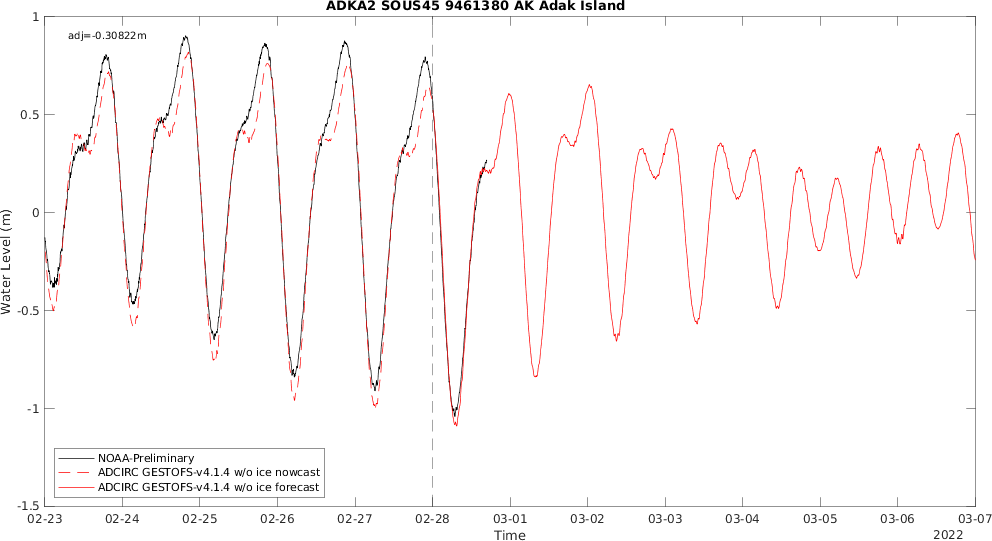 ADKA2 SOUS45 9461380 AK Adak Island
adj=-0.30822m
1
0.5
0
-0.5
-1
-1.5
Water Level (m)
NOAA-Preliminary
ADCIRC GESTOFS-v4.1.4 w/o ice nowcast
ADCIRC GESTOFS-v4.1.4 w/o ice forecast
02-23 02-24 02-25 02-26 02-27 02-28 03-01 03-02 03-03 03-04 03-05 03-06 03-07
Time
2022